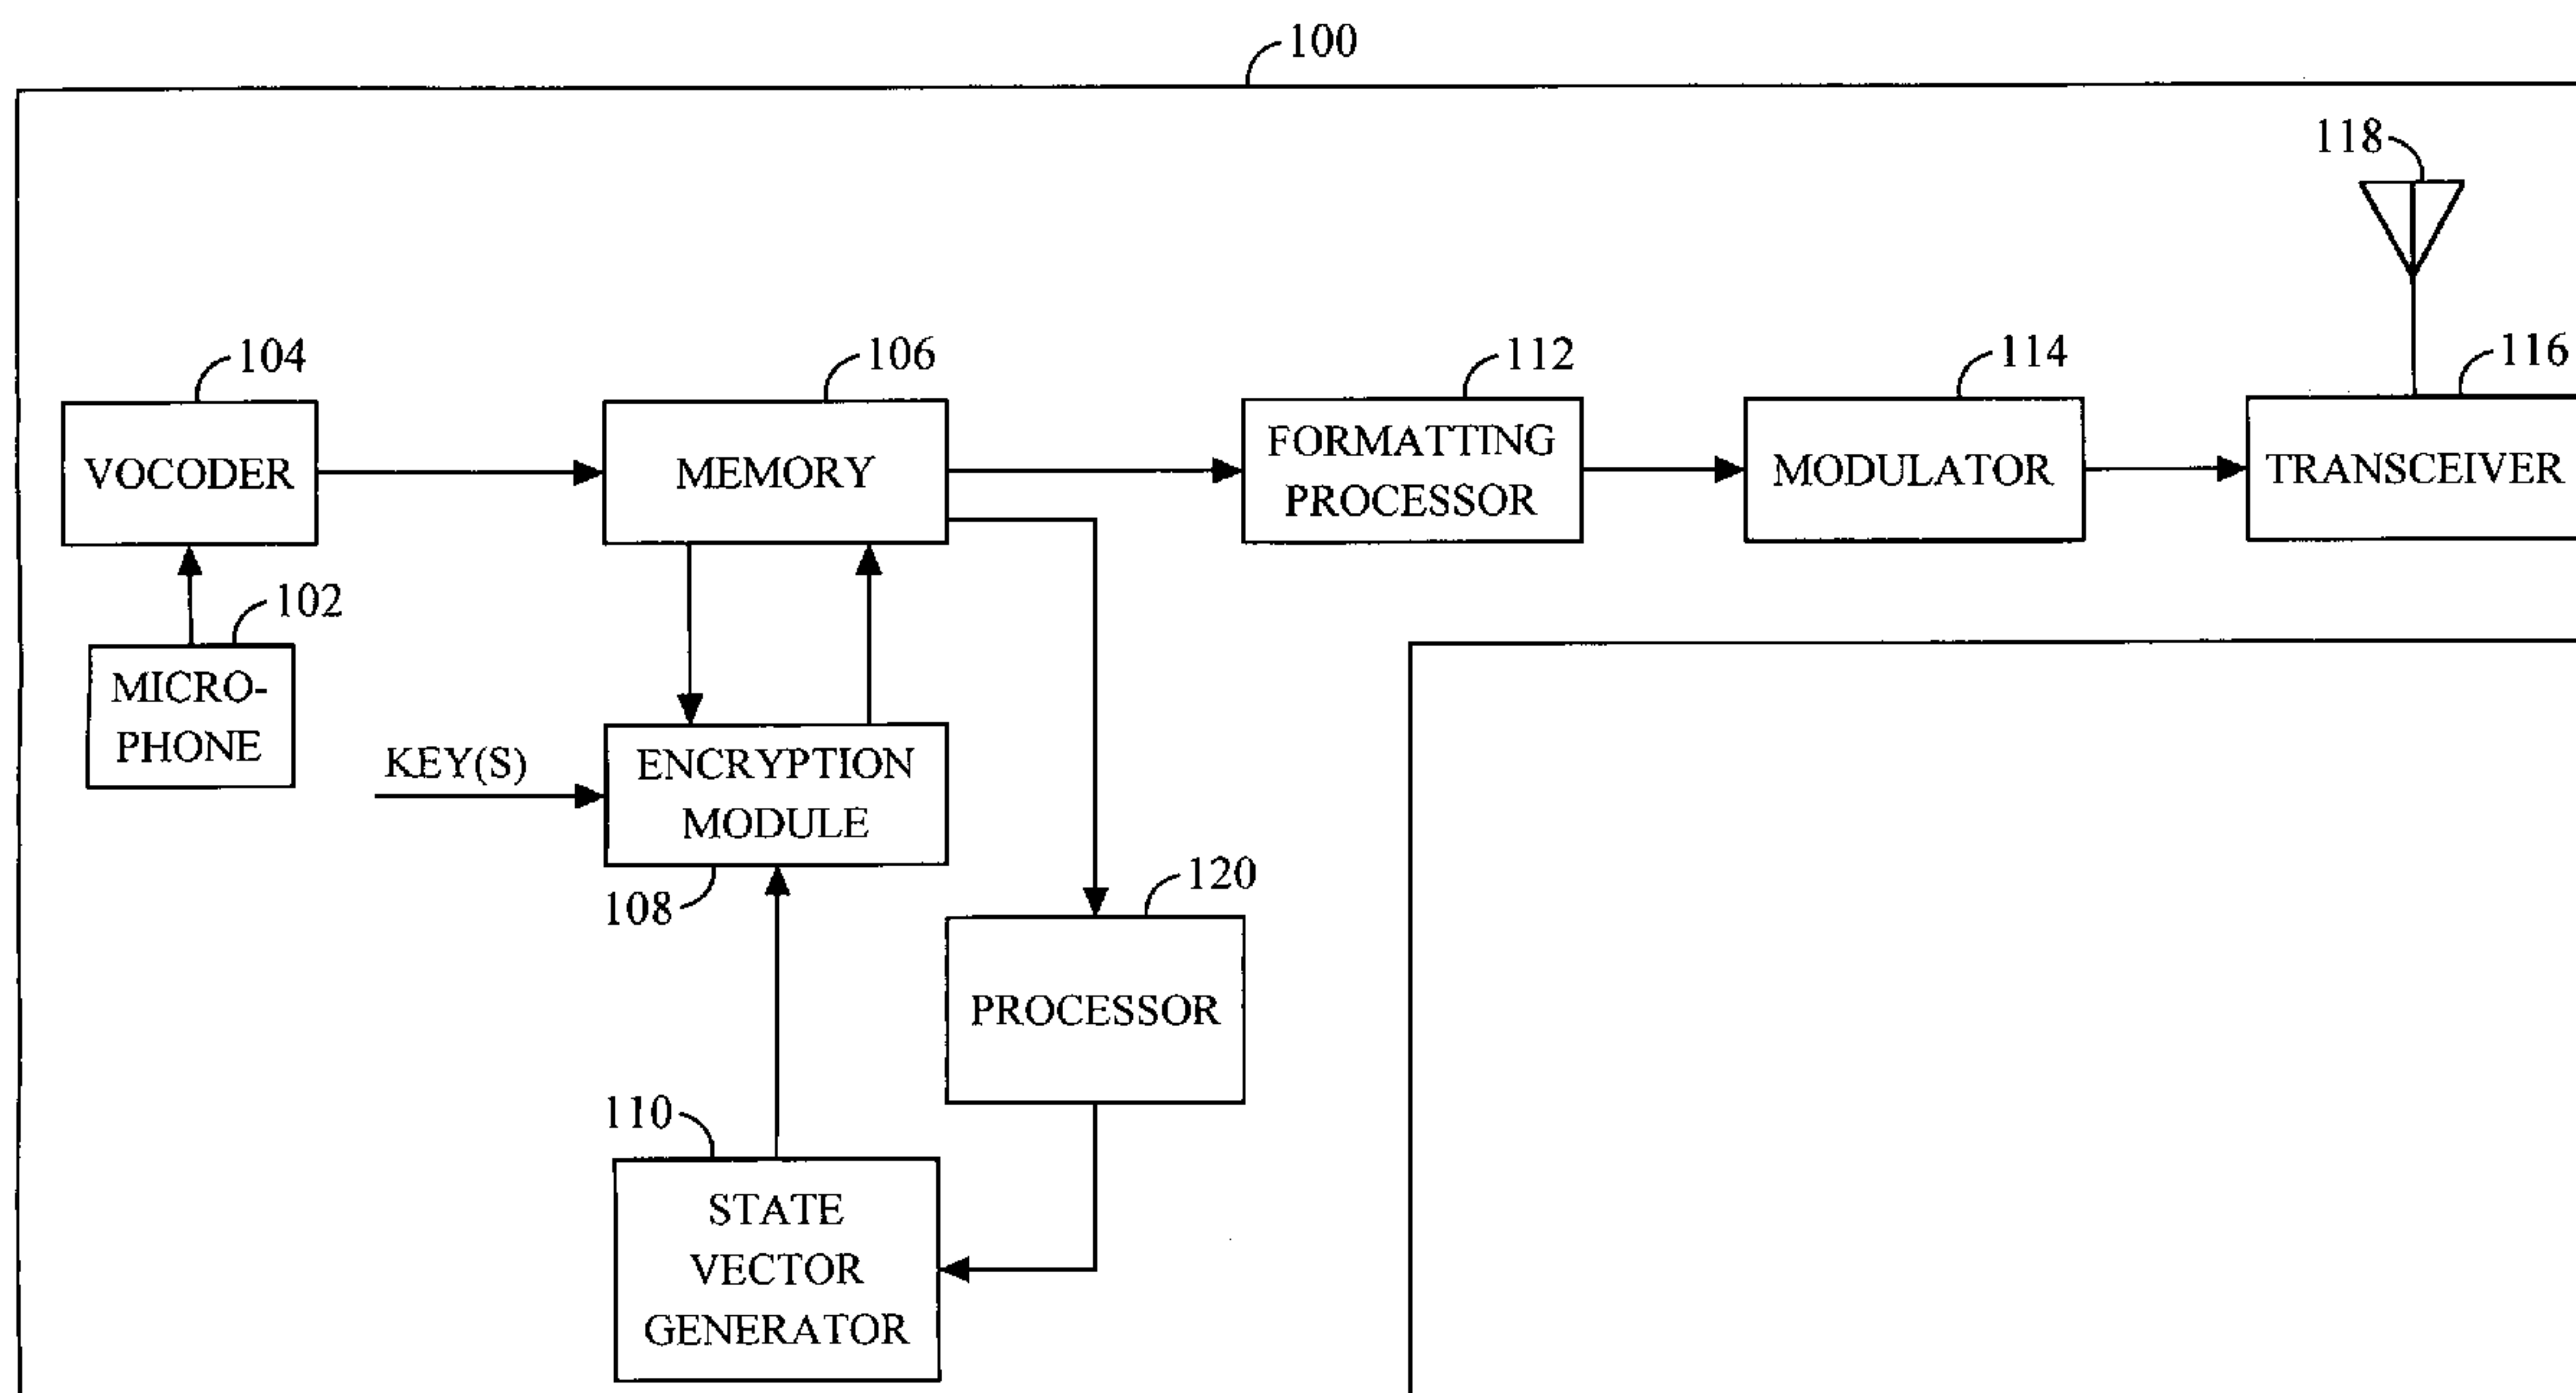 100
118
104
106
112
114
116
VOCODER
MEMORY
FORMATTING
PROCESSOR
MODULATOR
TRANSCEIVER
102
MICRO-
PHONE
KEY(S)
ENCRYPTION
MODULE
108
120
PROCESSOR
110
STATE
VECTOR
GENERATOR